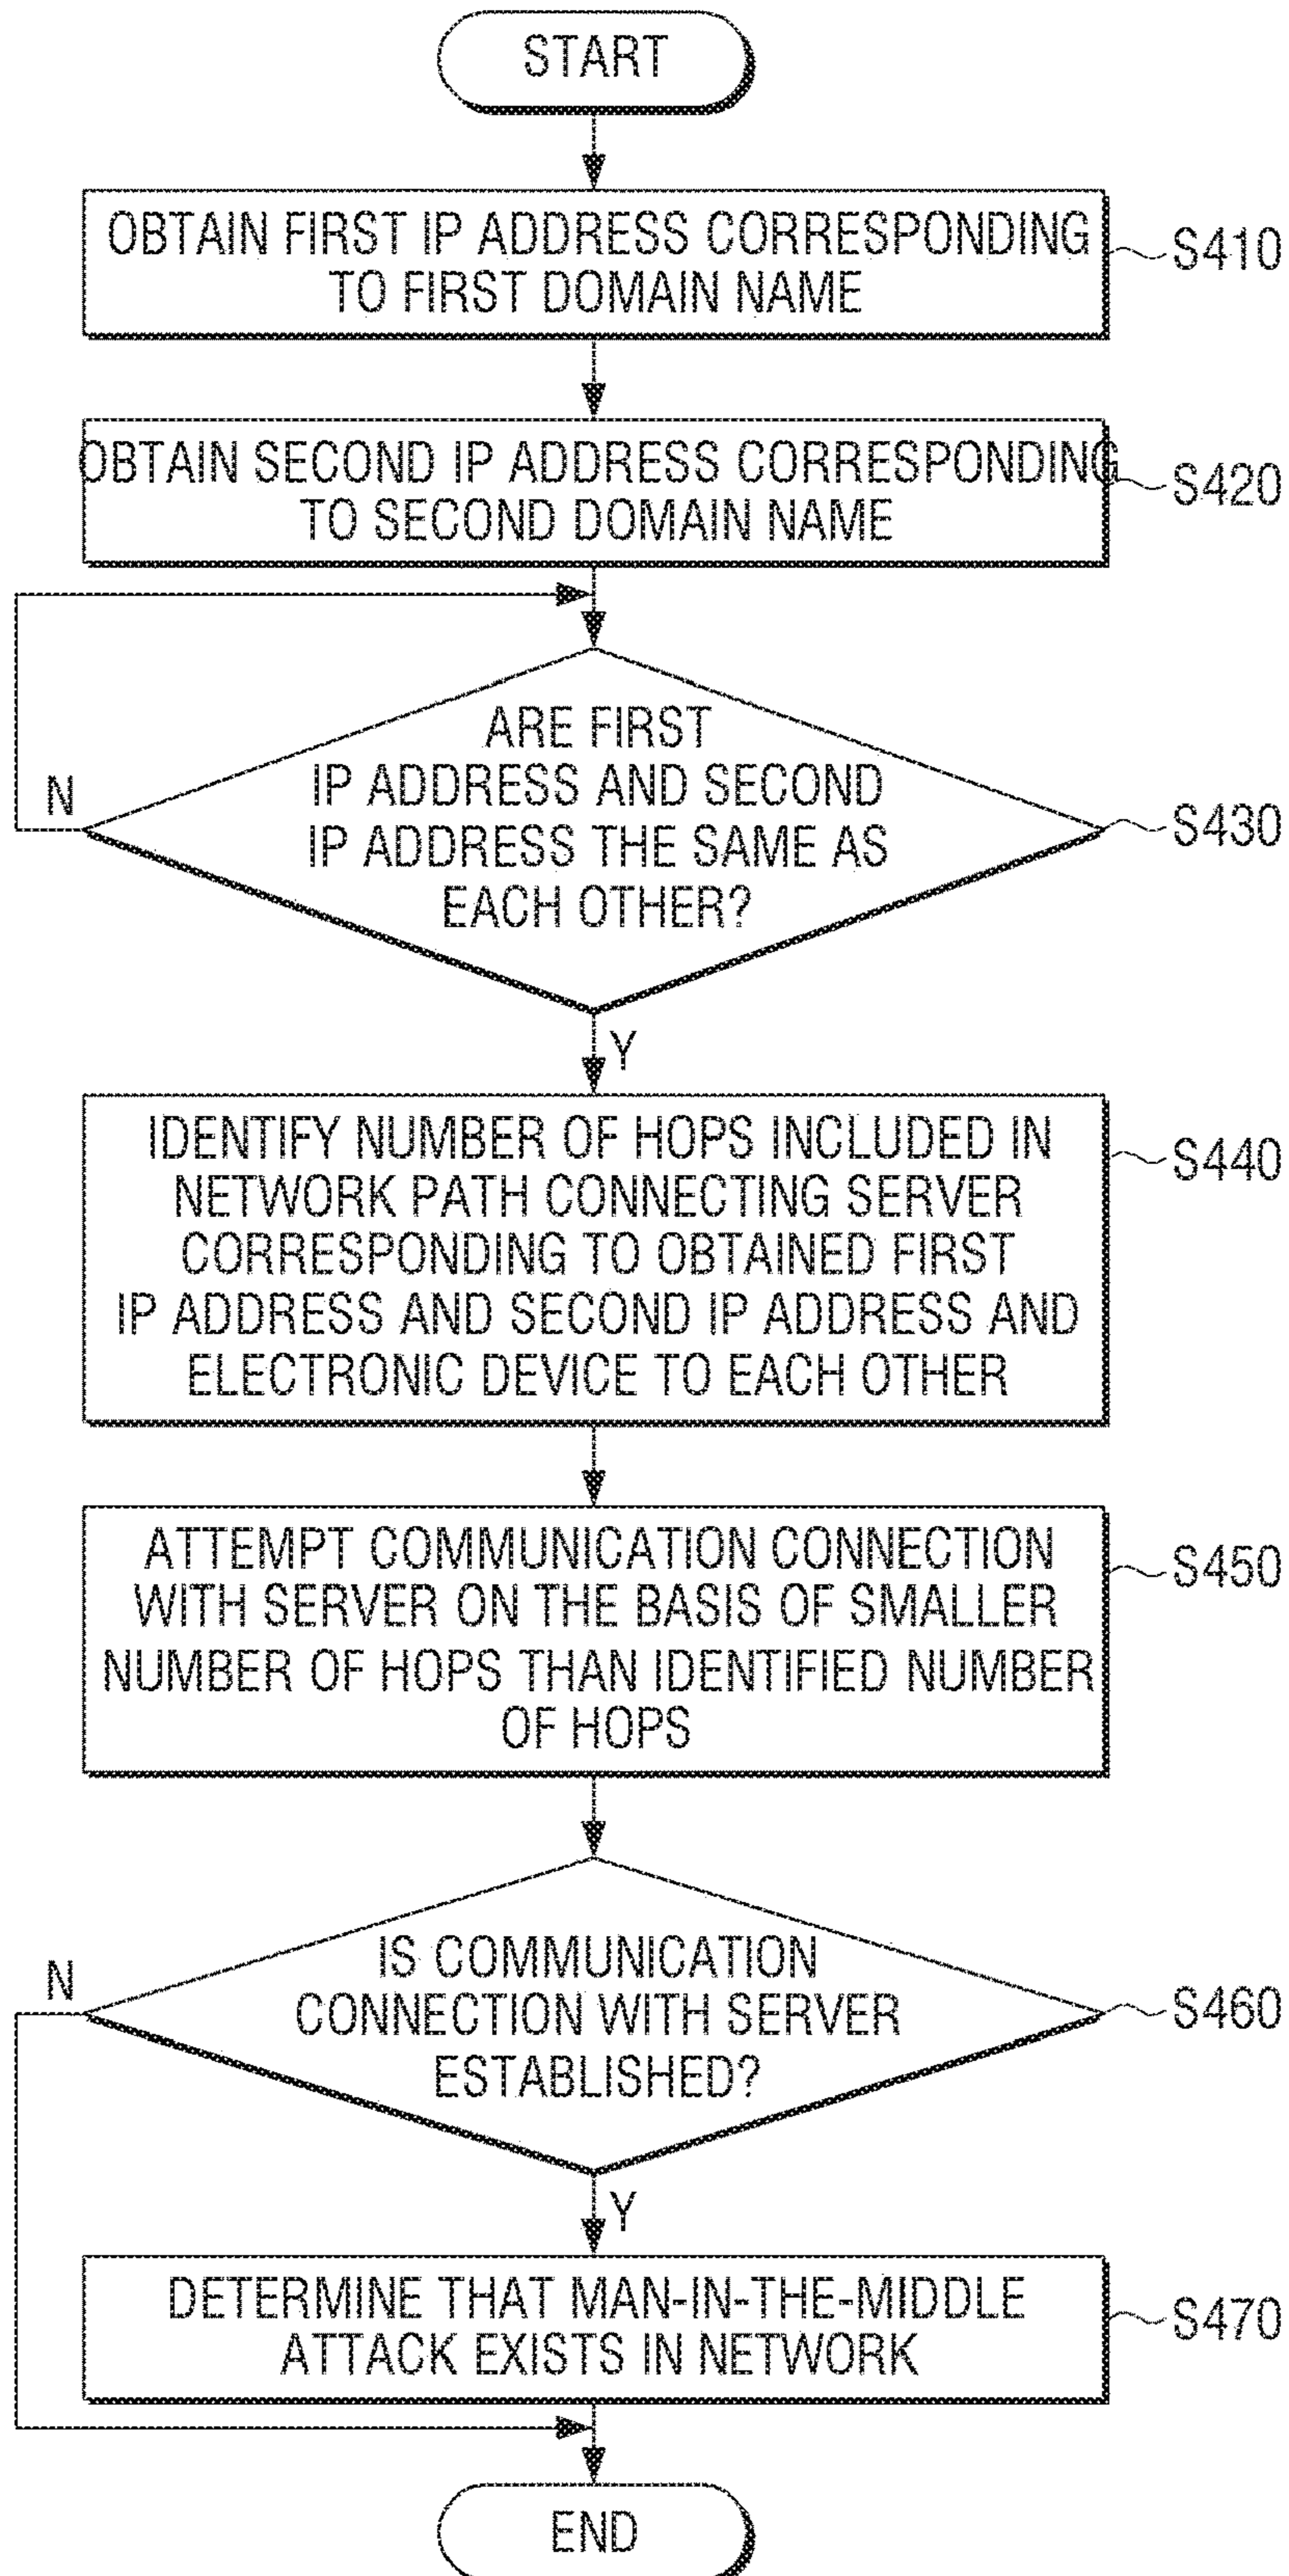 START
OBTAIN FIRST IP ADDRESS CORRESPONDING
TO FIRST DOMAIN NAME
S410
OBTAIN SECOND IP ADDRESS CORRESPONDING
TO SECOND DOMAIN NAME
S420
ARE FIRST
IP ADDRESS AND SECOND
IP ADDRESS THE SAME AS
EACH OTHER?
N
S430
Y
IDENTIFY NUMBER OF HOPS INCLUDED IN
NETWORK PATH CONNECTING SERVER
CORRESPONDING TO OBTAINED FIRST
IP ADDRESS AND SECOND IP ADDRESS AND
ELECTRONIC DEVICE TO EACH OTHER
S440
ATTEMPT COMMUNICATION CONNECTION
WITH SERVER ON THE BASIS OF SMALLER
NUMBER OF HOPS THAN IDENTIFIED NUMBER
OF HOPS
S450
IS COMMUNICATION
CONNECTION WITH SERVER
ESTABLISHED?
N
S460
Y
DETERMINE THAT MAN-IN-THE-MIDDLE
ATTACK EXISTS IN NETWORK
S470
END